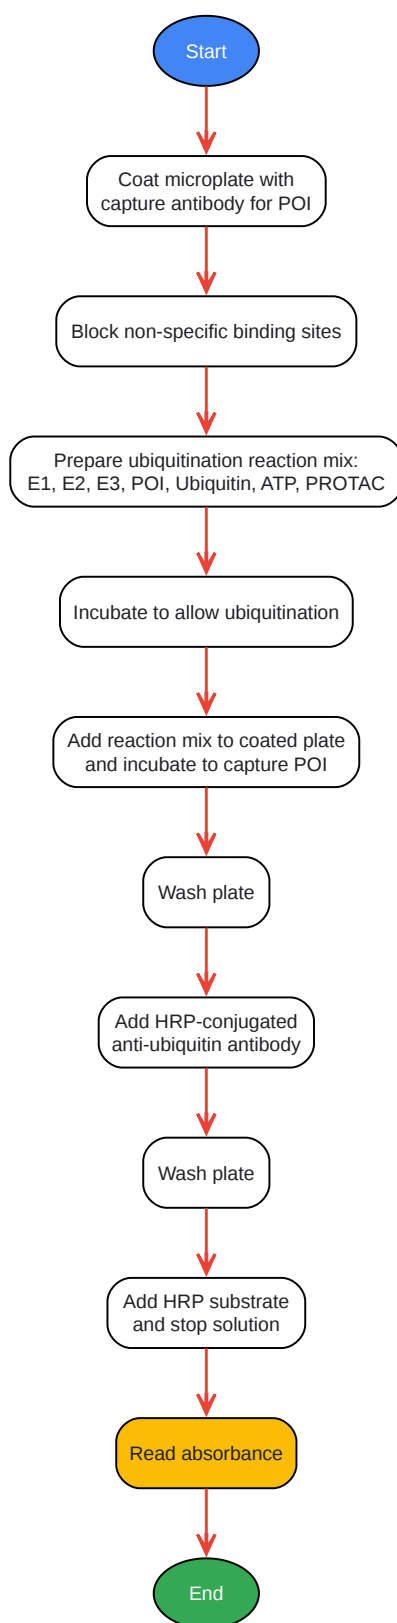 Start
Coat microplate with
capture antibody for POI
Block non-specific binding sites
Prepare ubiquitination reaction mix:
E1, E2, E3, POI, Ubiquitin, ATP, PROTAC
Incubate to allow ubiquitination
Add reaction mix to coated plate
and incubate to capture POI
Wash plate
Add HRP-conjugated
anti-ubiquitin antibody
Wash plate
Add HRP substrate
and stop solution
Read absorbance
End